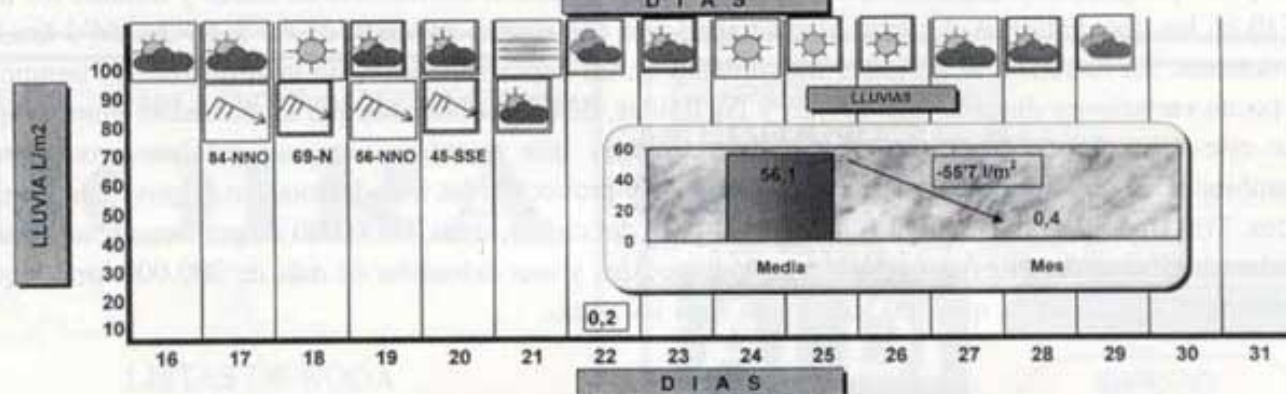 D I A S
LLUVIA L/m2
100
90
80
70
60
50
40
30
20
10
84-NNO 69-N 56-NNO 45-SSE
LLUVIAS
60
40
20
0
56,1
-55'7 l/m²
0,4
Media Mes
0,2
16 17 18 19 20 21 22 23 24 25 26 27 28 29 30 31
D I A S